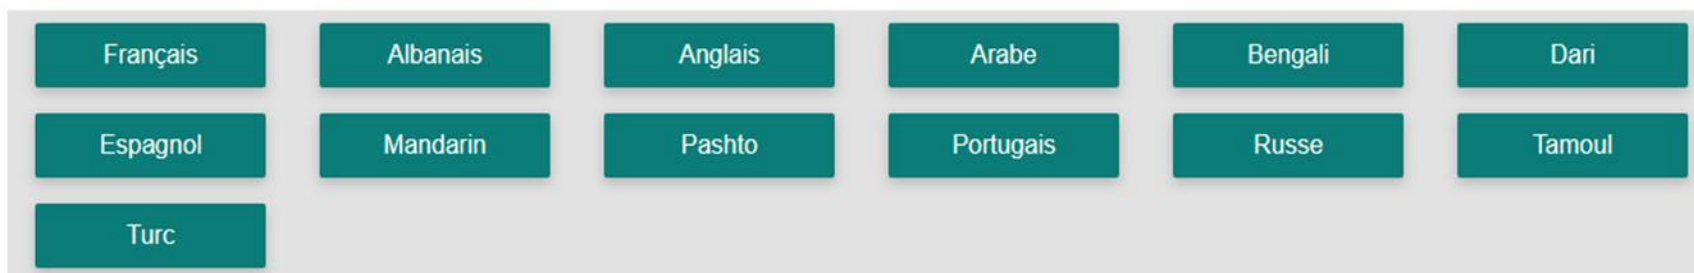 Français Albanais Anglais Arabe Bengali Dari
Espagnol Mandarin Pashto Portugais Russe Tamoul
Turc